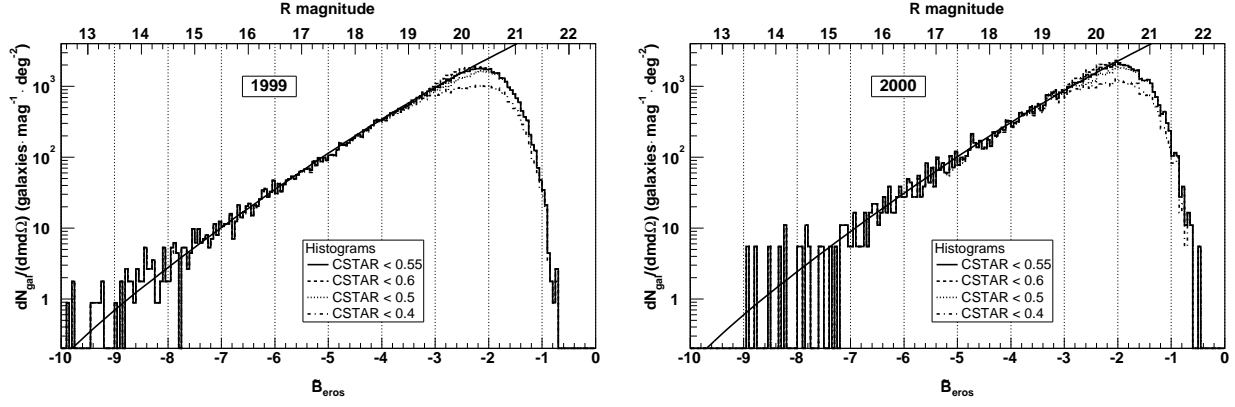 R magnitude
13 14 15 16 17 18 19 20 21 22
dN_gal/(dmdΩ) (galaxies· mag^-1 · deg^-2)
10^3
10^2
10
1
1999
Histograms
CSTAR < 0.55
CSTAR < 0.6
CSTAR < 0.5
CSTAR < 0.4
-10 -9 -8 -7 -6 -5 -4 -3 -2 -1 0
B_eros
R magnitude
13 14 15 16 17 18 19 20 21 22
dN_gal/(dmdΩ) (galaxies· mag^-1 · deg^-2)
10^3
10^2
10
1
2000
Histograms
CSTAR < 0.55
CSTAR < 0.6
CSTAR < 0.5
CSTAR < 0.4
-10 -9 -8 -7 -6 -5 -4 -3 -2 -1 0
B_eros